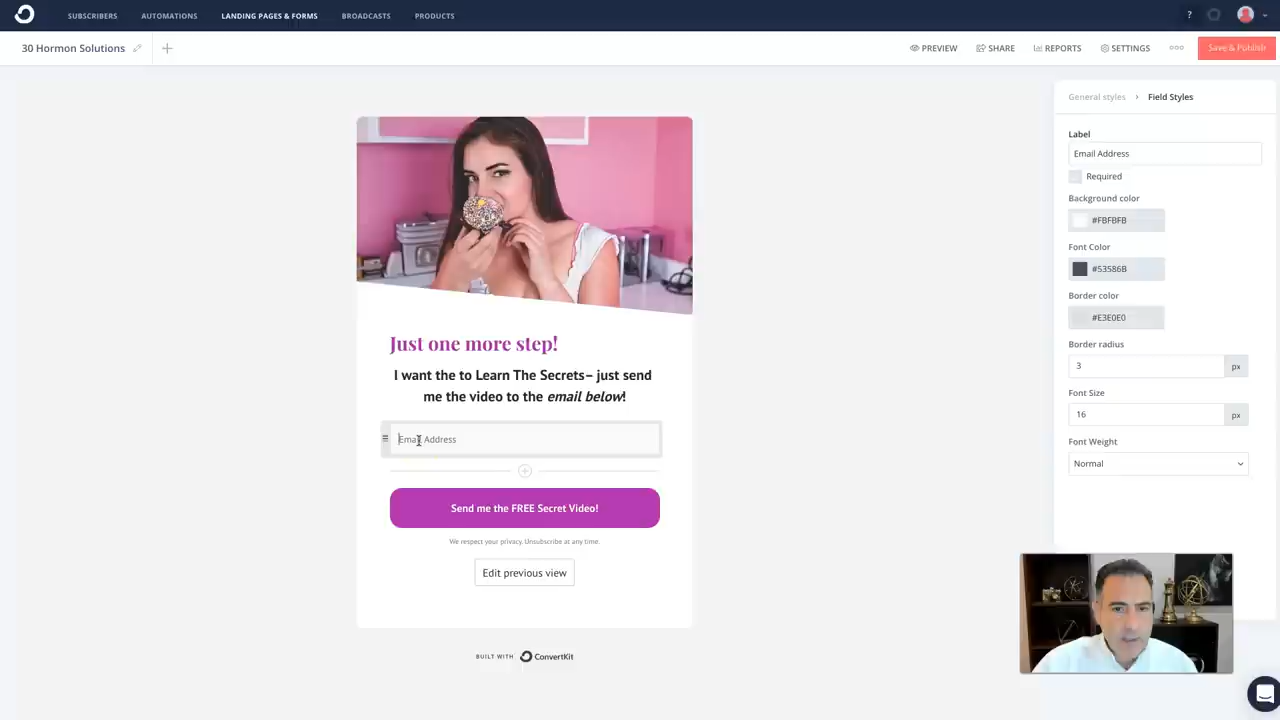 SUBSCRIBERS
AUTOMATIONS
LANDING PAGES & FORMS
BROADCASTS
PRODUCTS
?
30 Hormon Solutions
PREVIEW
SHARE
REPORTS
SETTINGS
Save & Publish
General styles › Field Styles
Label
Email Address
Required
Background color
#FBFBFB
Font Color
#53586B
Border color
#E3E0E0
Border radius
3 px
Font Size
16 px
Font Weight
Normal
Just one more step!
I want the to Learn The Secrets– just send
me the video to the email below!
Email Address
Send me the FREE Secret Video!
We respect your privacy. Unsubscribe at any time.
Edit previous view
BUILT WITH ConvertKit